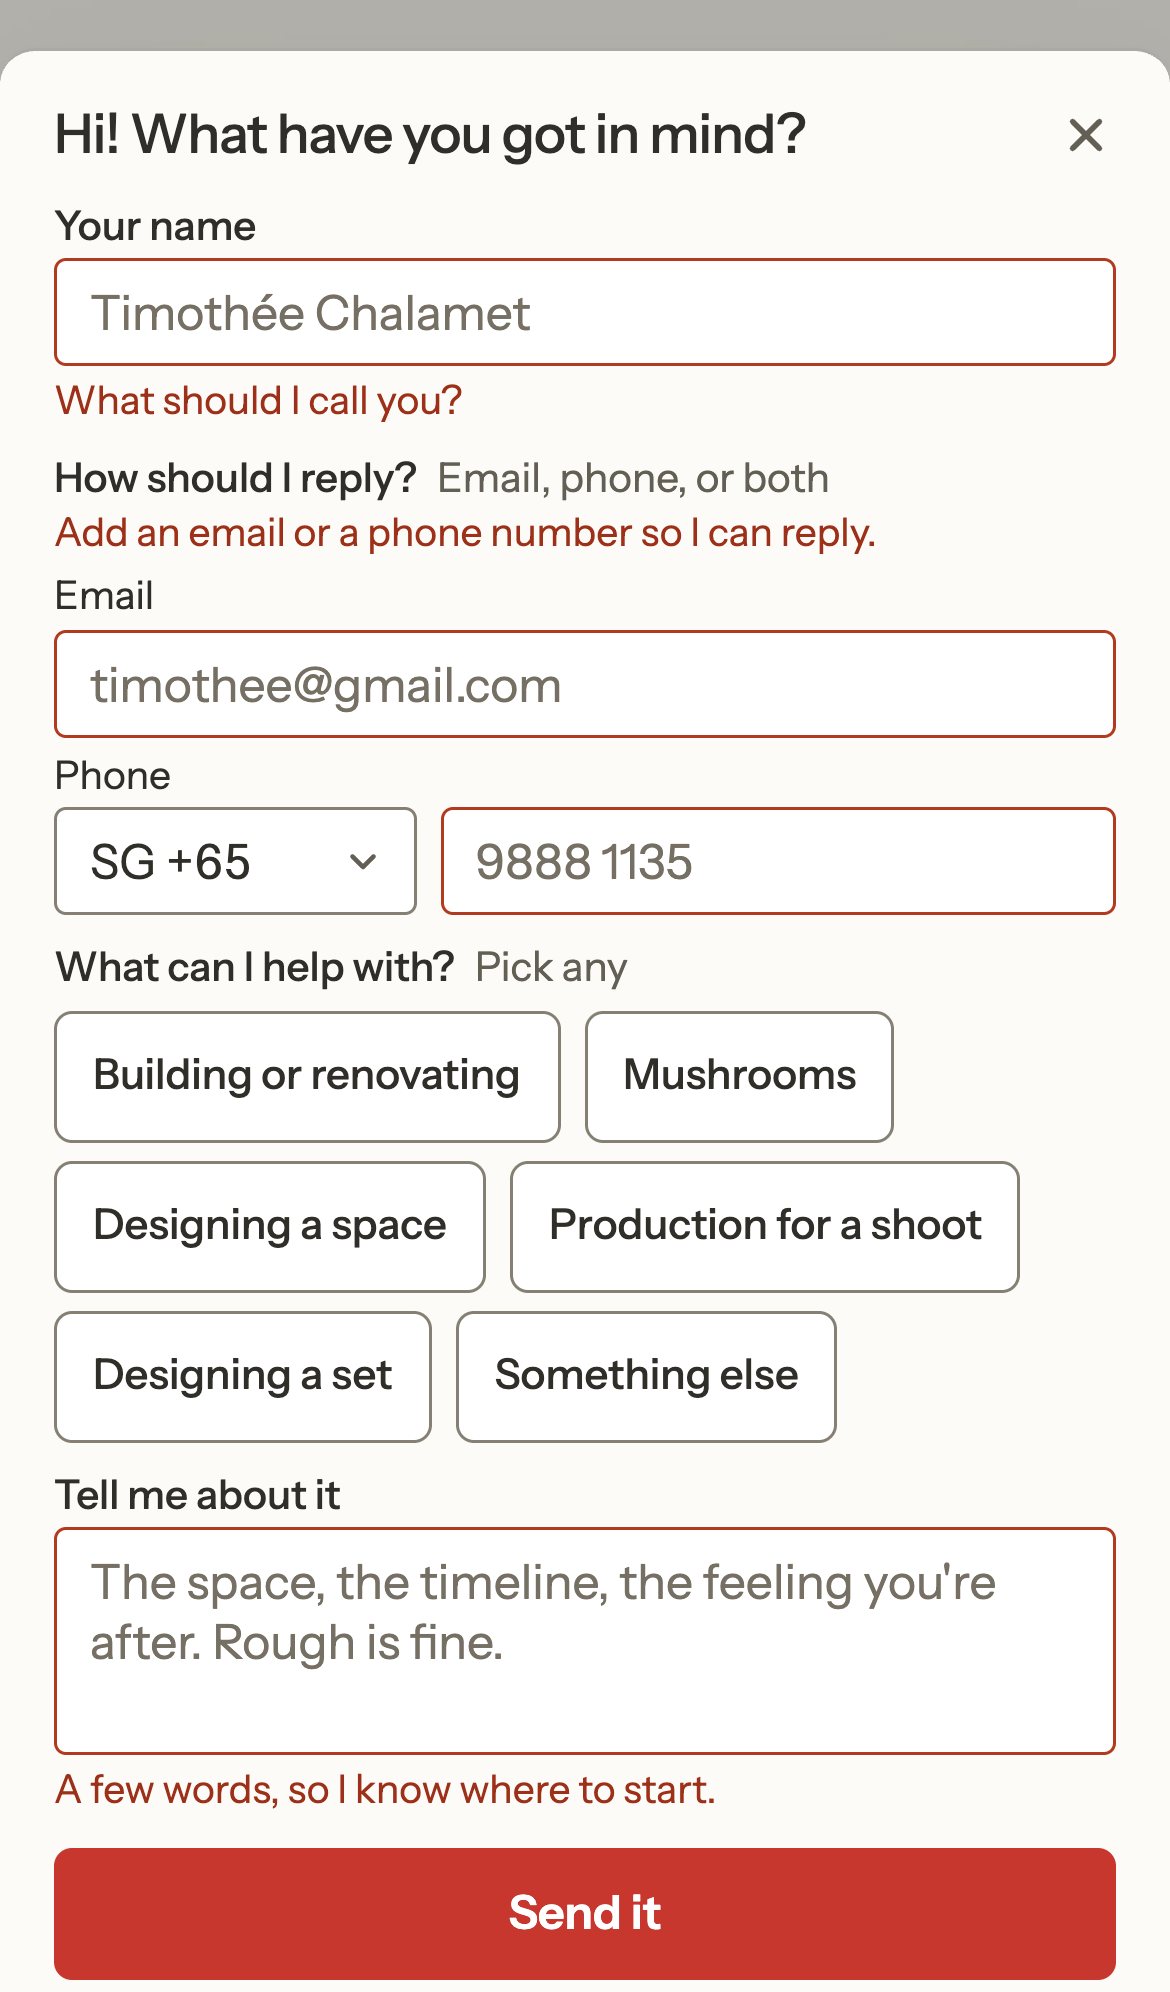 Hi! What have you got in mind?
Your name
Timothée Chalamet
What should I call you?
How should I reply? Email, phone, or both
Add an email or a phone number so I can reply.
Email
timothee@gmail.com
Phone
SG +65
9888 1135
What can I help with? Pick any
Building or renovating
Mushrooms
Designing a space
Production for a shoot
Designing a set
Something else
Tell me about it
The space, the timeline, the feeling you're
after. Rough is fine.
A few words, so I know where to start.
Send it